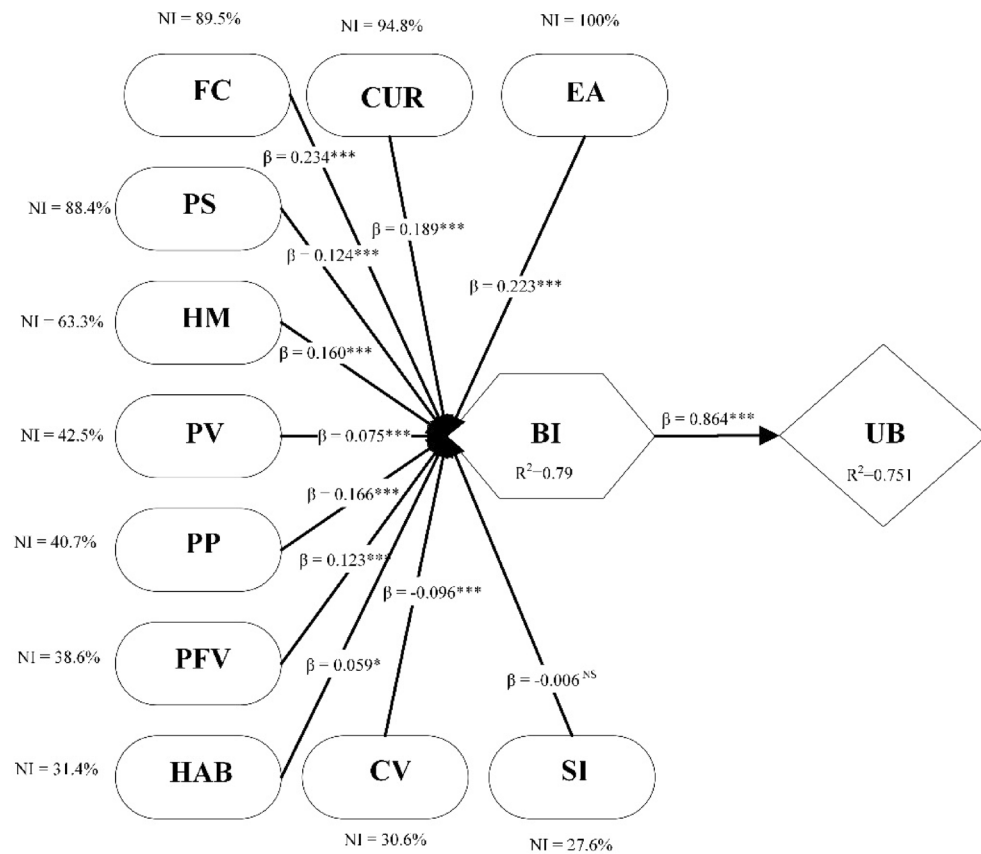 NI = 89.5%
NI = 94.8%
NI = 100%
FC
CUR
EA
β = 0.234***
PS
NI = 88.4%
β = 0.189***
β = 0.124***
β = 0.223***
HM
NI = 63.3%
β = 0.160***
PV
NI = 42.5%
β = 0.075***
BI
R²=0.79
β = 0.864***
UB
R²=0.751
β = 0.166***
PP
NI = 40.7%
β = 0.123***
β = -0.096***
PFV
NI = 38.6%
β = 0.059*
β = -0.006 NS
HAB
NI = 31.4%
CV
SI
NI = 30.6%
NI = 27.6%